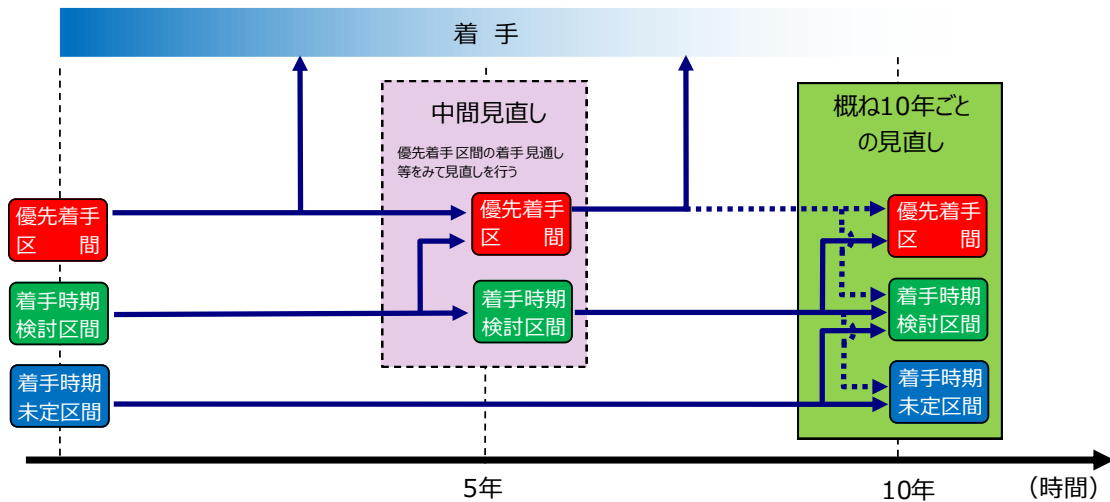 着 手
中間見直し
優先着手区間の着手見通し
等をみて見直しを行う
概ね10年ごと
の見直し
優先着手
区　　間
優先着手
区　　間
優先着手
区　　間
着手時期
検討区間
着手時期
検討区間
着手時期
検討区間
着手時期
未定区間
着手時期
未定区間
5年
10年
（時間）